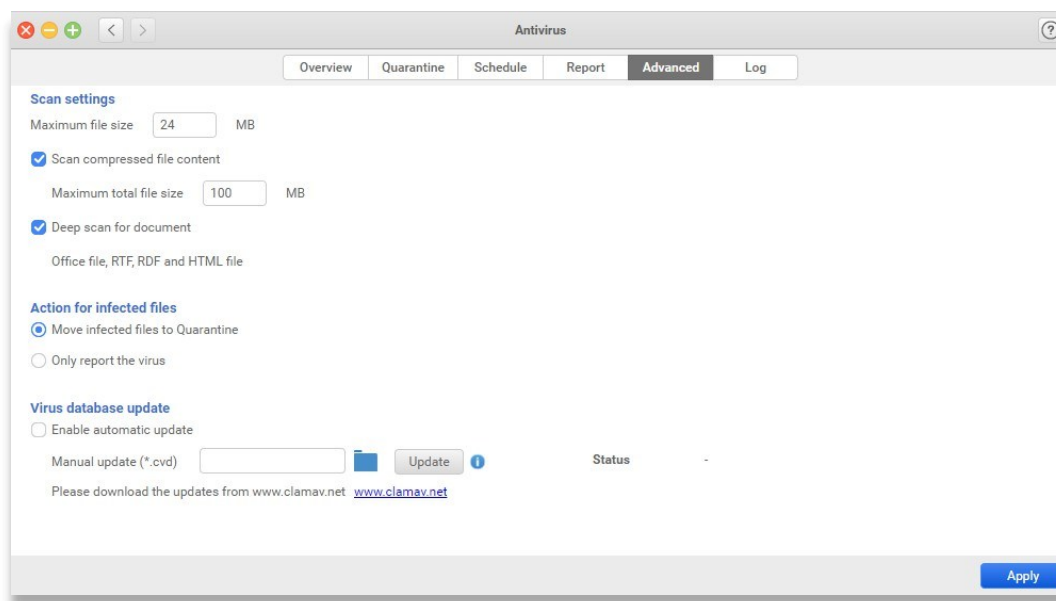 Antivirus
?
Overview Quarantine Schedule Report Advanced Log
Scan settings
Maximum file size 24 MB
Scan compressed file content
Maximum total file size 100 MB
Deep scan for document
Office file, RTF, RDF and HTML file
Action for infected files
Move infected files to Quarantine
Only report the virus
Virus database update
Enable automatic update
Manual update (*.cvd) Update i Status -
Please download the updates from www.clamav.net www.clamav.net
Apply